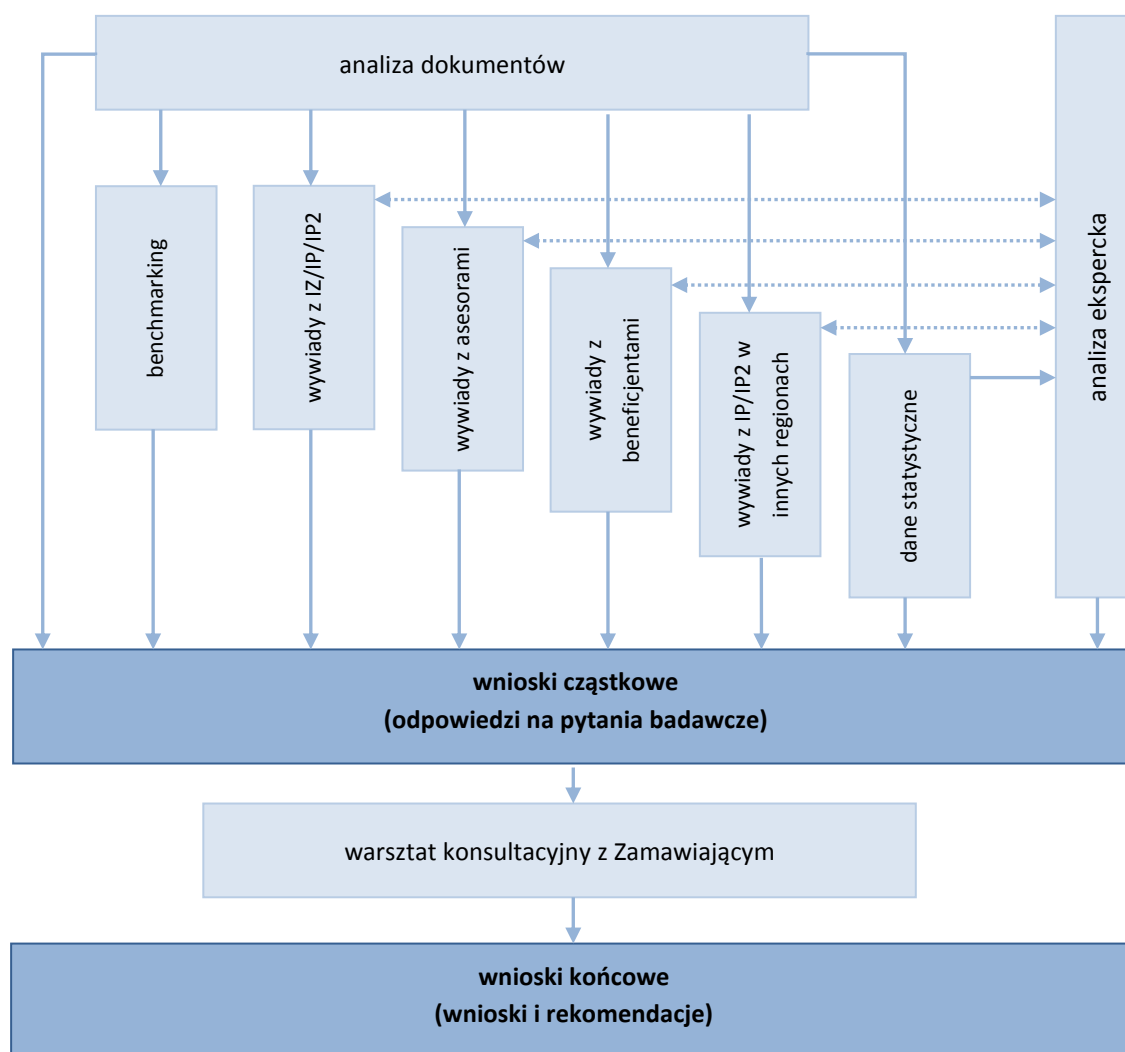 analiza dokumentów
benchmarking
wywiady z IZ/IP/IP2
wywiady z asesorami
wywiady z
beneficjentami
wywiady z IP/IP2 w
innych regionach
dane statystyczne
analiza ekspercka
wnioski cząstkowe
(odpowiedzi na pytania badawcze)
warsztat konsultacyjny z Zamawiającym
wnioski końcowe
(wnioski i rekomendacje)